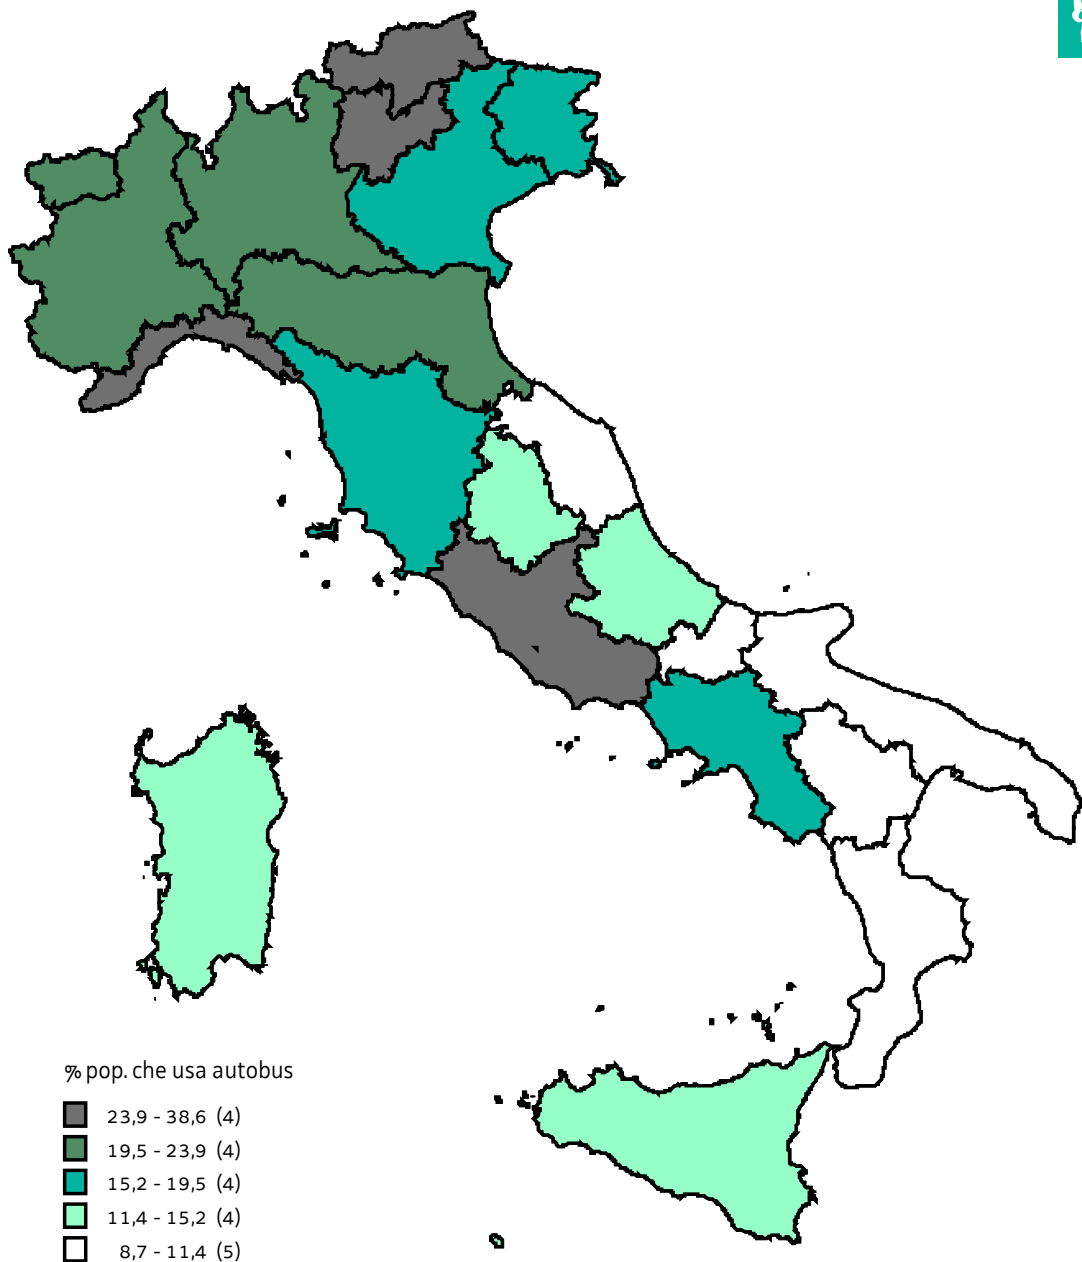 % pop. che usa autobus
23,9 - 38,6 (4)
19,5 - 23,9 (4)
15,2 - 19,5 (4)
11,4 - 15,2 (4)
8,7 - 11,4 (5)